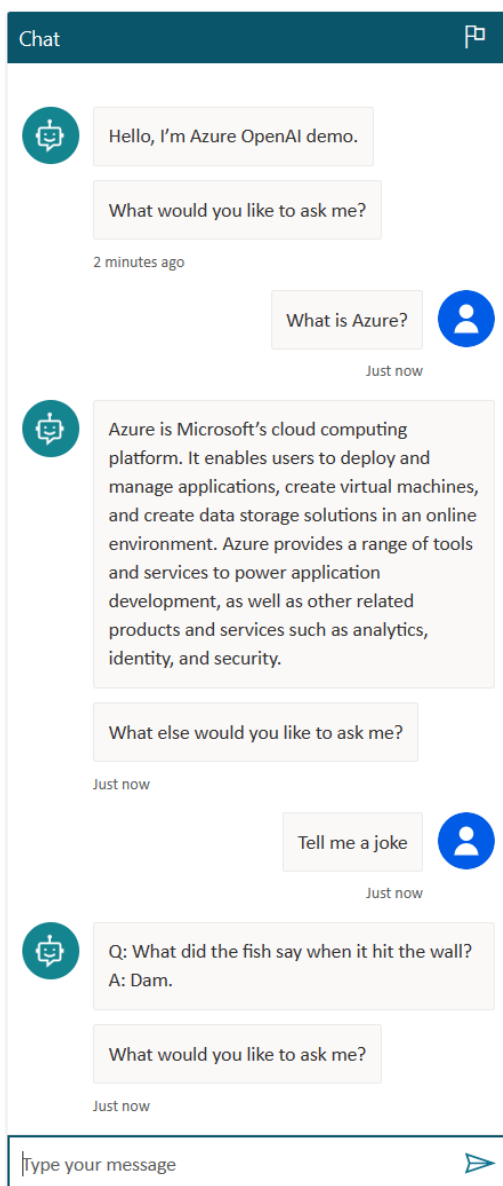 Chat
Hello, I’m Azure OpenAI demo.
What would you like to ask me?
2 minutes ago
What is Azure?
Just now
Azure is Microsoft’s cloud computing
platform. It enables users to deploy and
manage applications, create virtual machines,
and create data storage solutions in an online
environment. Azure provides a range of tools
and services to power application
development, as well as other related
products and services such as analytics,
identity, and security.
What else would you like to ask me?
Just now
Tell me a joke
Just now
Q: What did the fish say when it hit the wall?
A: Dam.
What would you like to ask me?
Just now
Type your message